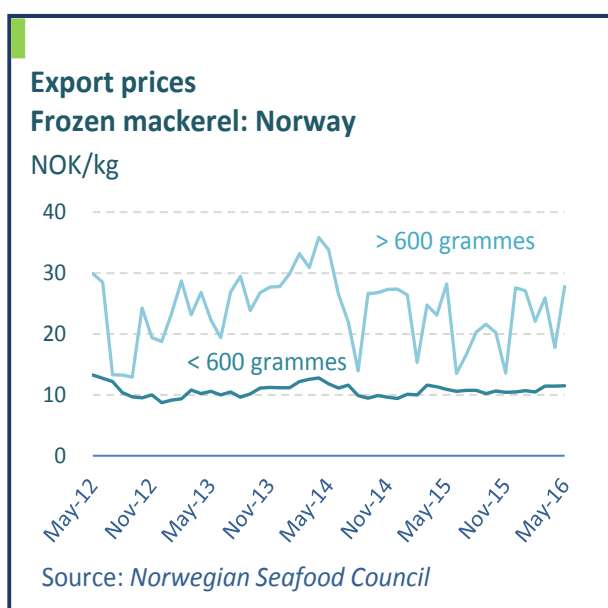 Export prices
Frozen mackerel: Norway
NOK/kg
40
> 600 grammes
30
20
< 600 grammes
10
0
May-12
Nov-12
May-13
Nov-13
May-14
Nov-14
May-15
Nov-15
May-16
Source: Norwegian Seafood Council